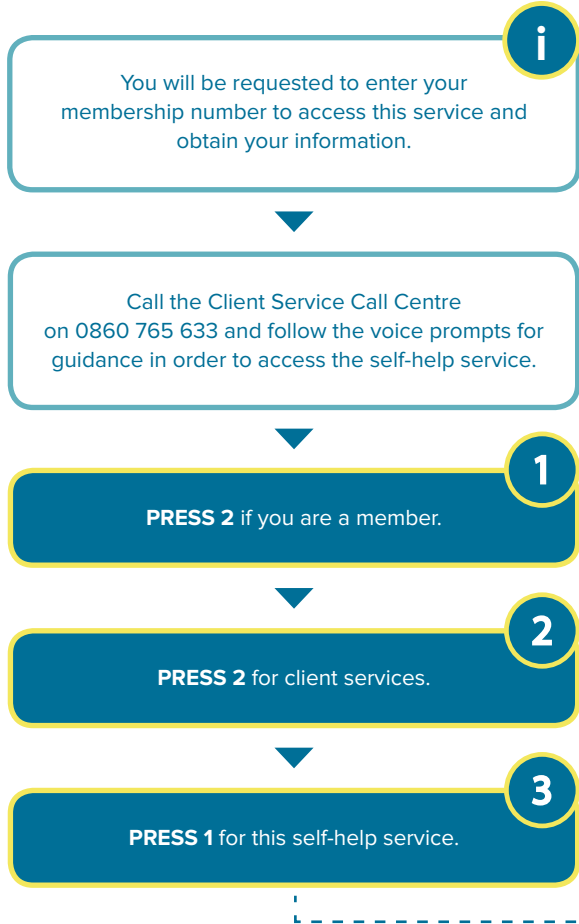 i
You will be requested to enter your
membership number to access this service and
obtain your information.
Call the Client Service Call Centre
on 0860 765 633 and follow the voice prompts for
guidance in order to access the self-help service.
1
PRESS 2 if you are a member.
2
PRESS 2 for client services.
3
PRESS 1 for this self-help service.